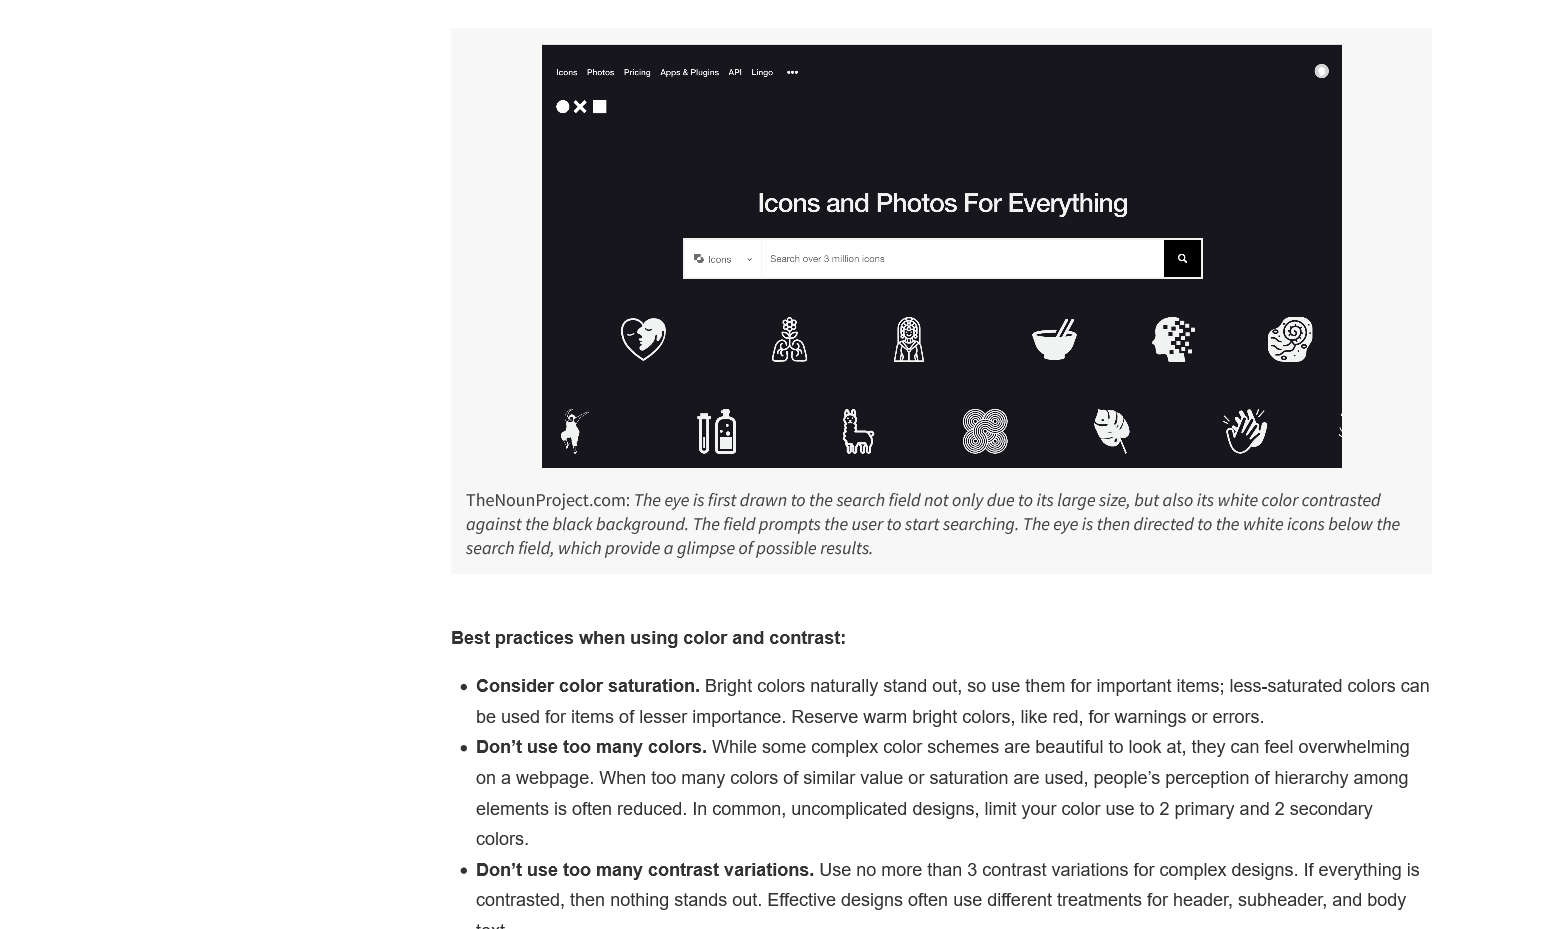 Icons Photos Pricing Apps & Plugins API Lingo •••
Icons and Photos For Everything
Icons Search over 3 million icons
TheNounProject.com: The eye is first drawn to the search field not only due to its large size, but also its white color contrasted
against the black background. The field prompts the user to start searching. The eye is then directed to the white icons below the
search field, which provide a glimpse of possible results.
Best practices when using color and contrast:
• Consider color saturation. Bright colors naturally stand out, so use them for important items; less-saturated colors can
be used for items of lesser importance. Reserve warm bright colors, like red, for warnings or errors.
• Don’t use too many colors. While some complex color schemes are beautiful to look at, they can feel overwhelming
on a webpage. When too many colors of similar value or saturation are used, people’s perception of hierarchy among
elements is often reduced. In common, uncomplicated designs, limit your color use to 2 primary and 2 secondary
colors.
• Don’t use too many contrast variations. Use no more than 3 contrast variations for complex designs. If everything is
contrasted, then nothing stands out. Effective designs often use different treatments for header, subheader, and body